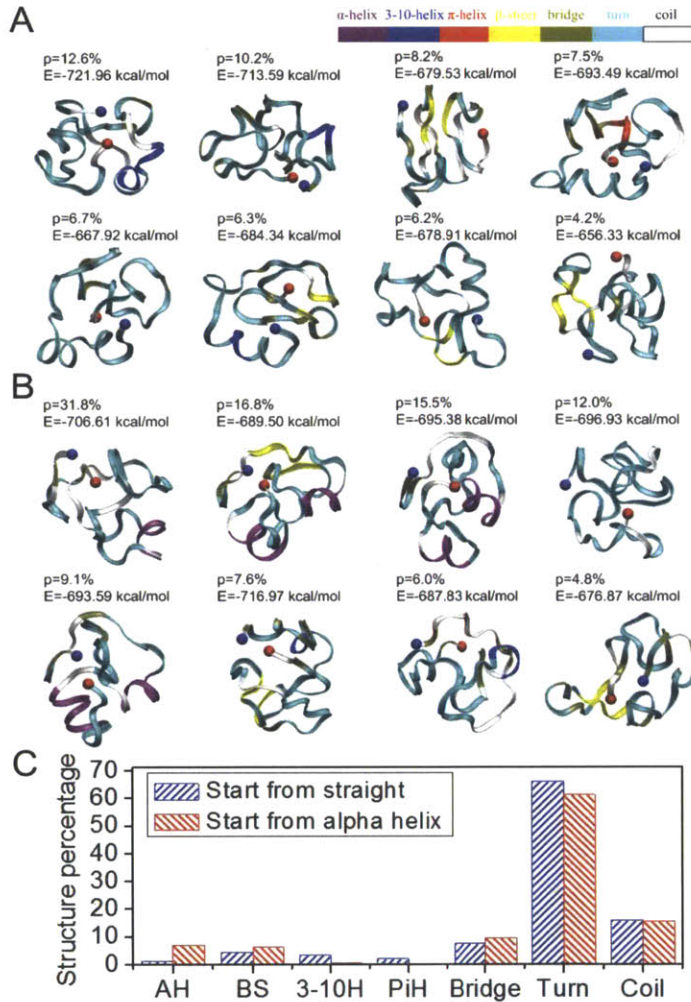 A
α-helix 3-10-helix π-helix β-sheet bridge turn coil
p=12.6%
E=-721.96 kcal/mol
p=10.2%
E=-713.59 kcal/mol
p=8.2%
E=-679.53 kcal/mol
p=7.5%
E=-693.49 kcal/mol
p=6.7%
E=-667.92 kcal/mol
p=6.3%
E=-684.34 kcal/mol
p=6.2%
E=-678.91 kcal/mol
p=4.2%
E=-656.33 kcal/mol
B
p=31.8%
E=-706.61 kcal/mol
p=16.8%
E=-689.50 kcal/mol
p=15.5%
E=-695.38 kcal/mol
p=12.0%
E=-696.93 kcal/mol
p=9.1%
E=-693.59 kcal/mol
p=7.6%
E=-716.97 kcal/mol
p=6.0%
E=-687.83 kcal/mol
p=4.8%
E=-676.87 kcal/mol
C
Structure percentage
70
60
50
40
30
20
10
0
Start from straight
Start from alpha helix
AH BS 3-10H PiH Bridge Turn Coil